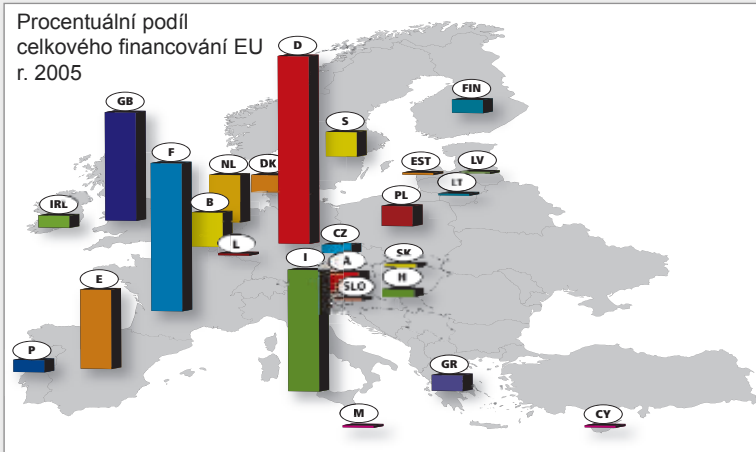 Procentuální podíl
celkového financování EU
r. 2005
D
GB
FIN
S
F
NL
DK
EST
LV
LT
IRL
B
PL
L
CZ
I
A
SK
E
SLO
H
P
GR
M
CY